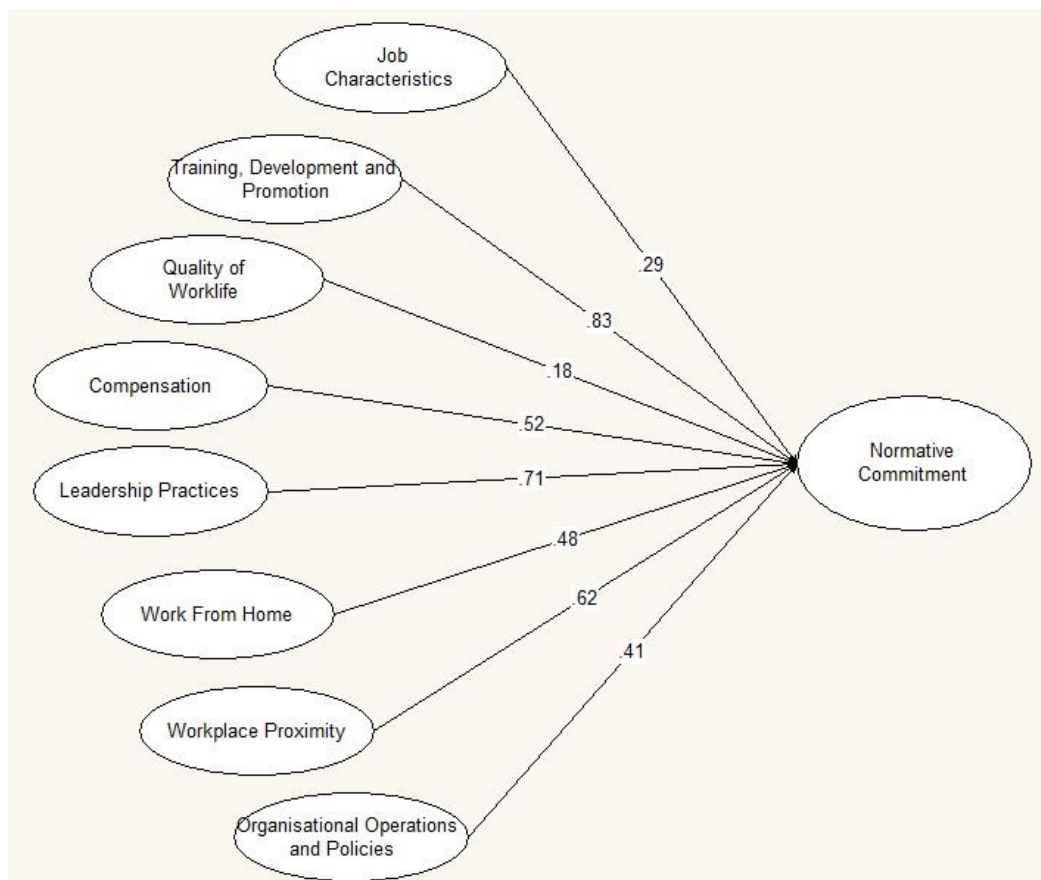 Job
Characteristics
Training, Development and
Promotion
.29
Quality of
Worklife
.83
.18
Compensation
.52
Normative
Commitment
Leadership Practices
.71
.48
Work From Home
.62
.41
Workplace Proximity
Organisational Operations
and Policies